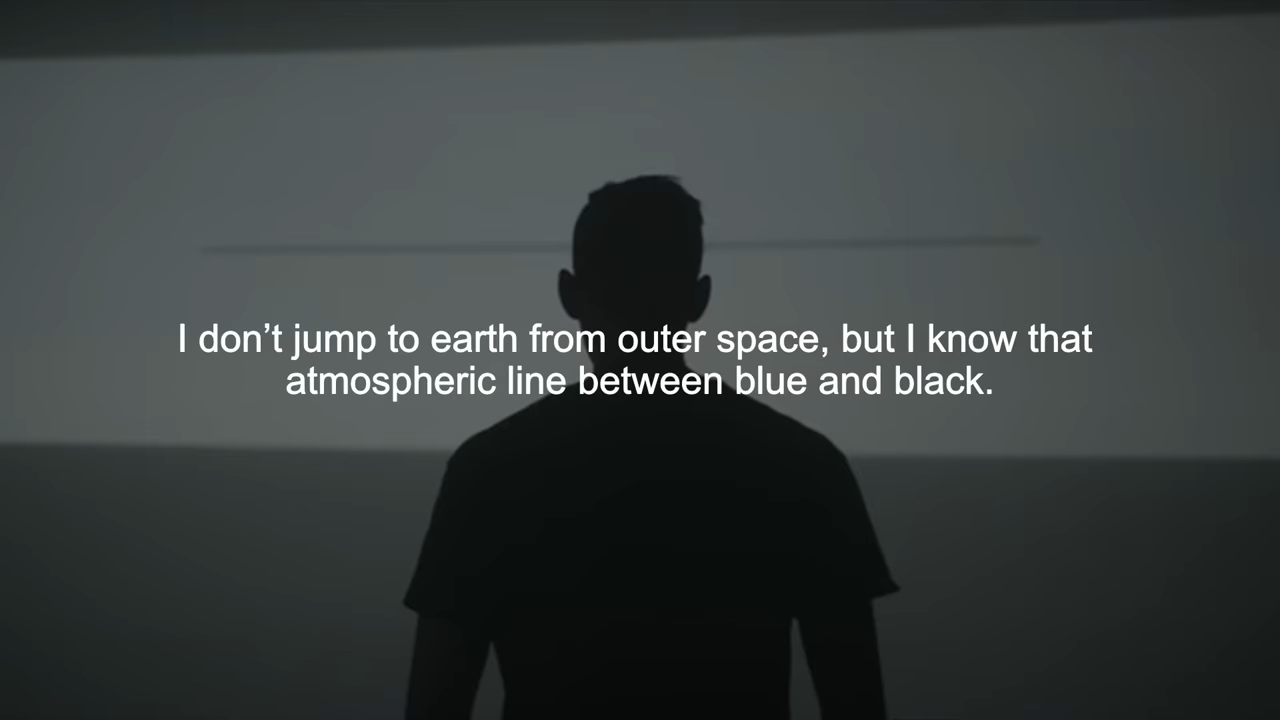 I don’t jump to earth from outer space, but I know that
atmospheric line between blue and black.